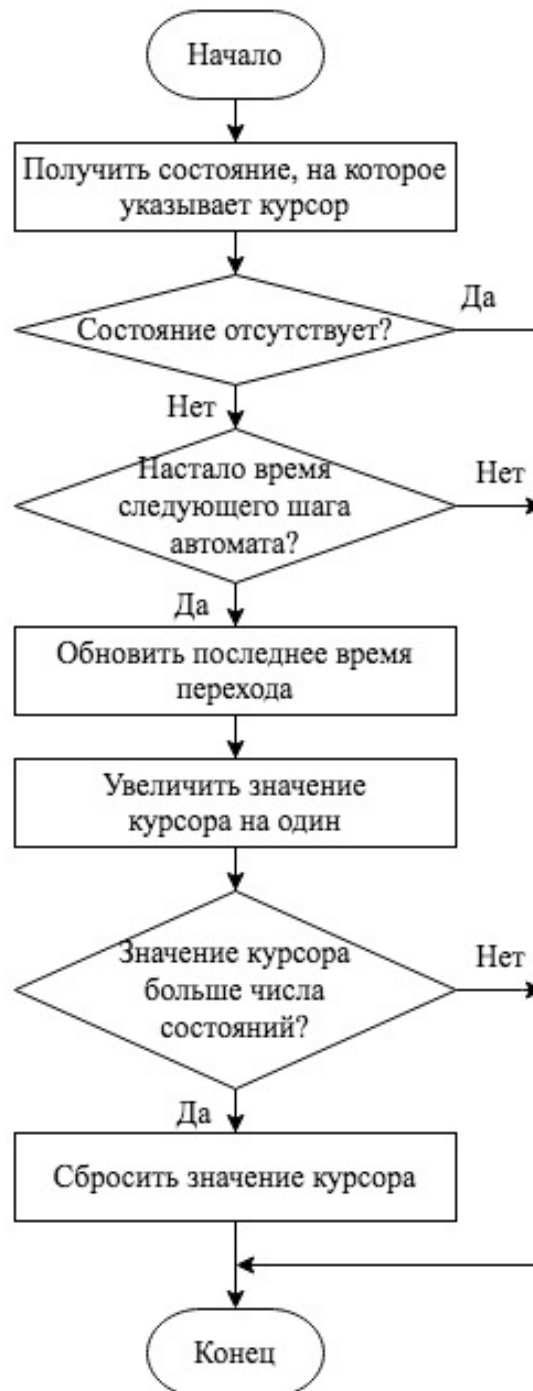 Начало
Получить состояние, на которое
указывает курсор
Состояние отсутствует?
Да
Нет
Настало время
следующего шага
автомата?
Нет
Да
Обновить последнее время
перехода
Увеличить значение
курсора на один
Значение курсора
больше числа
состояний?
Нет
Да
Сбросить значение курсора
Конец